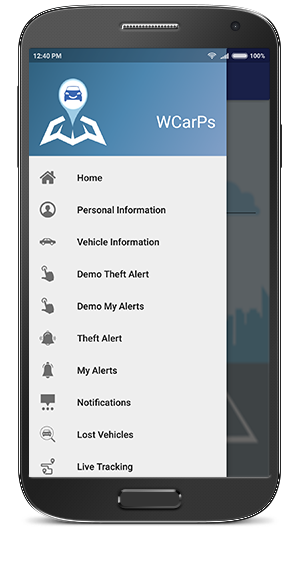 12:40 PM 100%
WCarPs
Home
Personal Information
Vehicle Information
Demo Theft Alert
Demo My Alerts
Theft Alert
My Alerts
Notifications
Lost Vehicles
Live Tracking